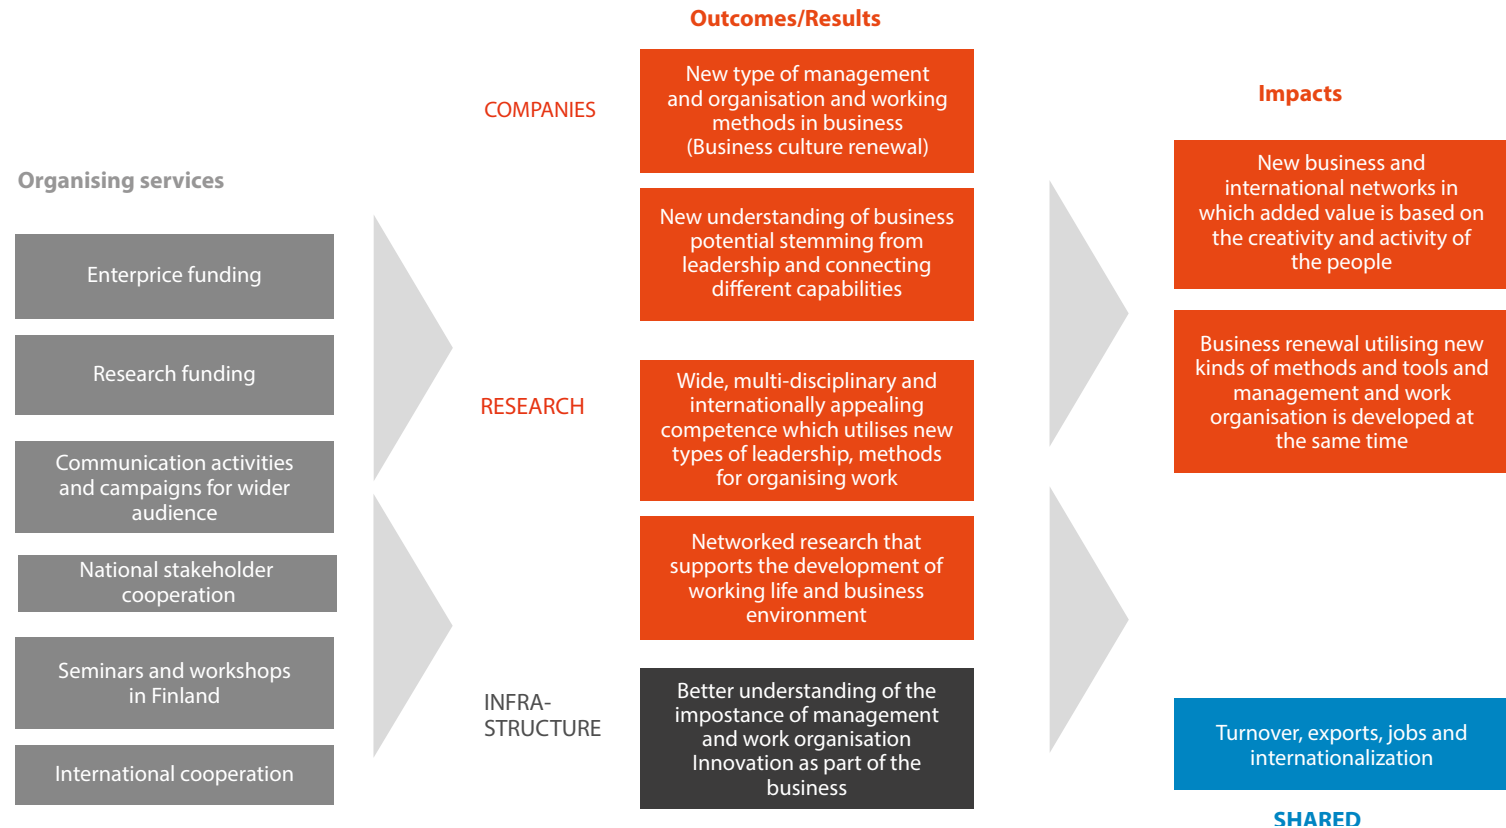 Organising services
Enterprice funding
Research funding
Communication activities
and campaigns for wider
audience
National stakeholder
cooperation
Seminars and workshops
in Finland
International cooperation
Outcomes/Results
COMPANIES
New type of management
and organisation and working
methods in business
(Business culture renewal)
New understanding of business
potential stemming from
leadership and connecting
different capabilities
RESEARCH
Wide, multi-disciplinary and
internationally appealing
competence which utilises new
types of leadership, methods
for organising work
Networked research that
supports the development of
working life and business
environment
INFRA-
STRUCTURE
Better understanding of the
impostance of management
and work organisation
Innovation as part of the
business
Impacts
New business and
international networks in
which added value is based on
the creativity and activity of
the people
Business renewal utilising new
kinds of methods and tools and
management and work
organisation is developed at
the same time
Turnover, exports, jobs and
internationalization
SHARED